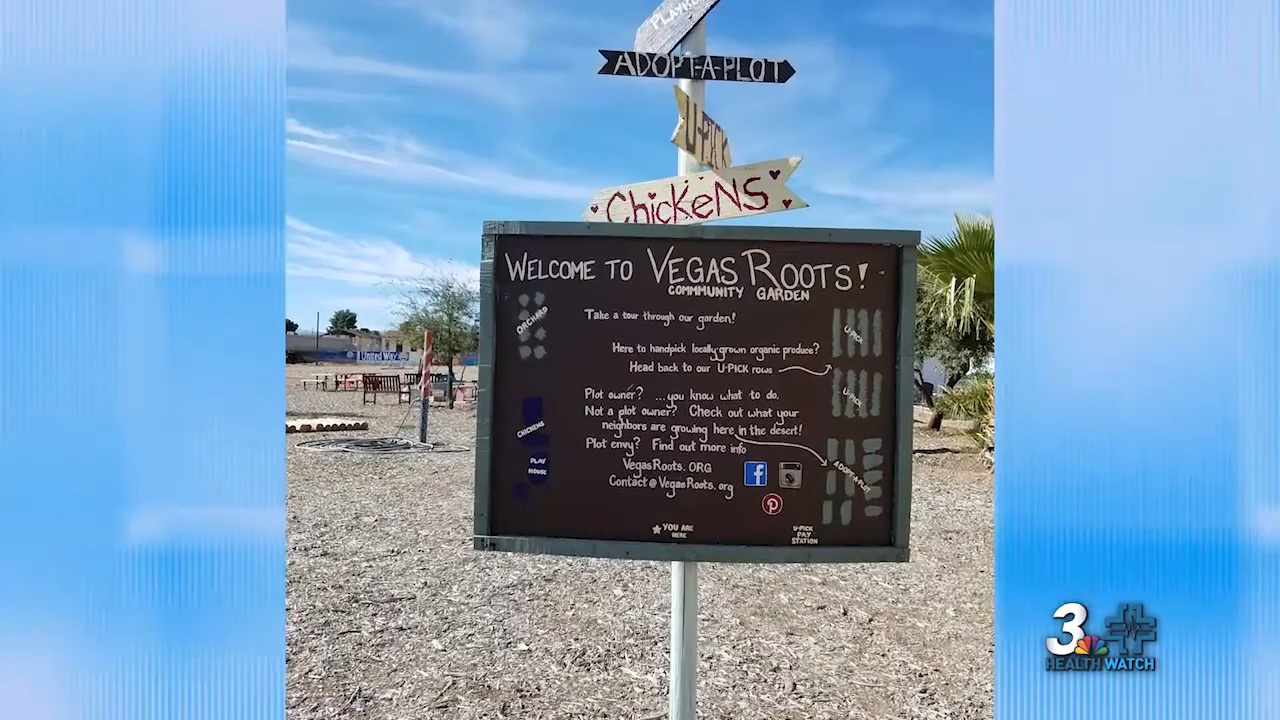 PLAYHO
ADOPT-A-PLOT
U-PICK
ChickeNS
WELCOME TO VEGAS ROOTS!
COMMMUNITY GARDEN
ORCHARD
Take a tour through our garden!
U-PICK
Here to handpick locally-grown organic produce?
Head back to our U-PICK rows
U-PICK
Plot owner? ...you know what to do.
Not a plot owner? Check out what your
neighbors are growing here in the desert!
CHICKENS
Plot envy? Find out more info
PLAY
HOUSE
VegasRoots.ORG
Contact@VegasRoots.org
ADOPT-A-PLOT
YOU ARE
HERE
U-PICK
PAY
STATION
United Way
3
HEALTH WATCH